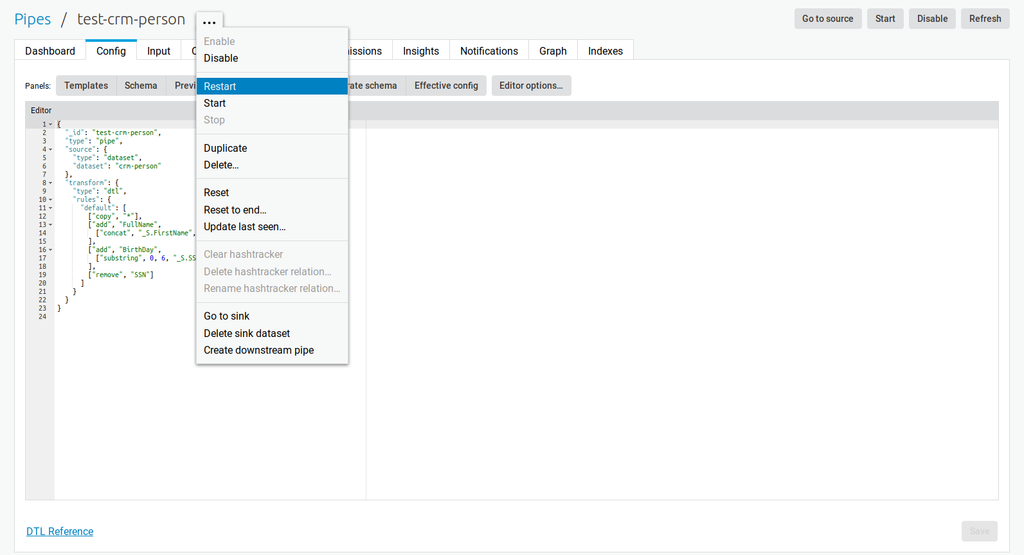 Pipes / test-crm-person ...
Go to source Start Disable Refresh
Dashboard Config Input issions Insights Notifications Graph Indexes
Enable
Disable
Restart
Start
Stop
Duplicate
Delete...
Reset
Reset to end...
Update last seen...
Clear hashtracker
Delete hashtracker relation...
Rename hashtracker relation...
Go to sink
Delete sink dataset
Create downstream pipe
Panels: Templates Schema Previ ate schema Effective config Editor options...
Editor
1 {
2 "_id": "test-crm-person",
3 "type": "pipe",
4 "source": {
5 "type": "dataset",
6 "dataset": "crm-person"
7 },
8 "transform": {
9 "type": "dtl",
10 "rules": {
11 "default": [
12 ["copy", "*"],
13 ["add", "FullName",
14 ["concat", "_S.FirstName",
15 ],
16 ["add", "BirthDay",
17 ["substring", 0, 6, "_S.SS
18 ],
19 ["remove", "SSN"]
20 ]
21 }
22 }
23 }
24
DTL Reference
Save